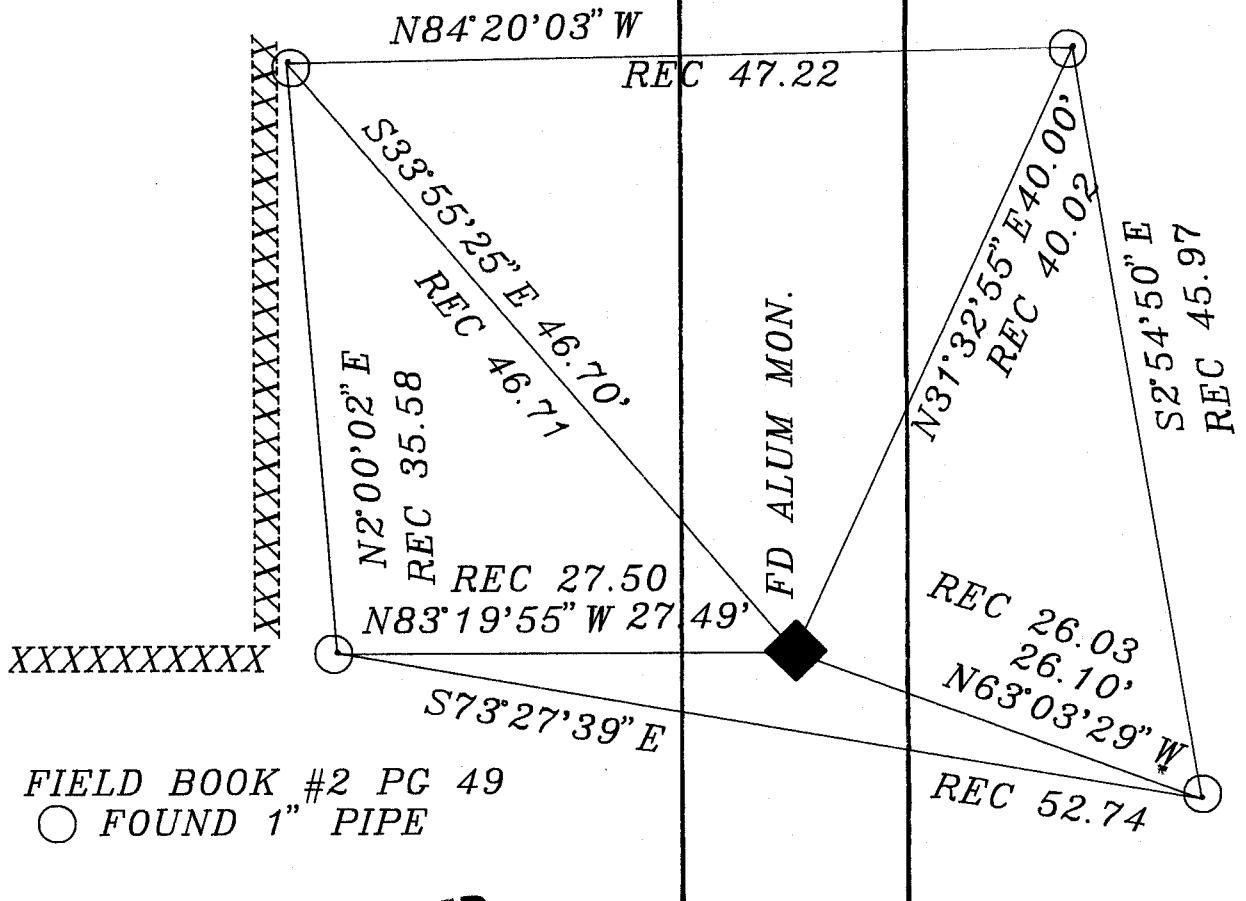 N84°20'03" W
REC 47.22
S33°55'25" E 46.70'
REC 46.71
N31°32'55" E 40.00'
REC 40.02
S2°54'50" E
REC 45.97
FD ALUM MON.
N2°00'02" E
REC 35.58
REC 27.50
N83°19'55" W 27.49'
REC 26.03
26.10'
N63°03'29" W
*
S73°27'39" E
REC 52.74
XXXXXXXXXXXXXXXXXXXXXXXXXXX
XXXXXXXXXX
FIELD BOOK #2 PG 49
FOUND 1" PIPE